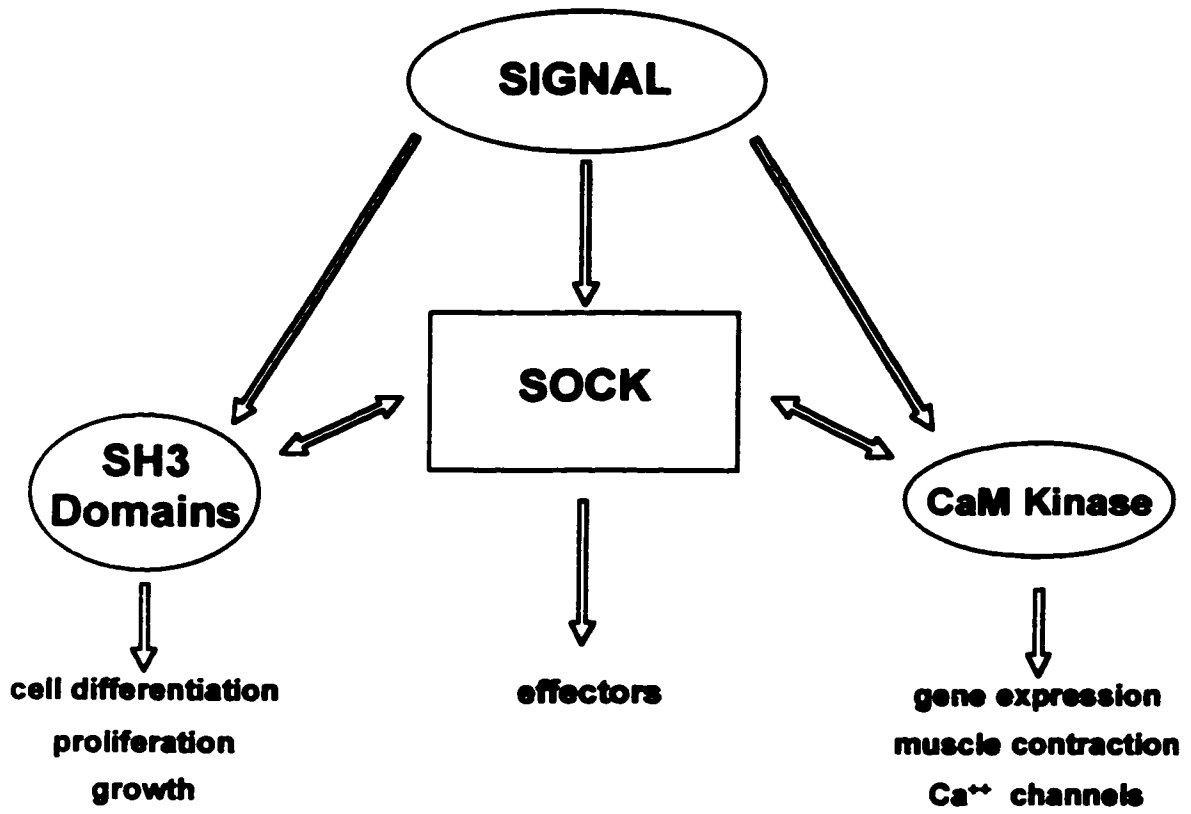 SIGNAL
SOCK
SH3
Domains
CaM Kinase
cell differentiation
proliferation
growth
effectors
gene expression
muscle contraction
Ca⁺⁺ channels